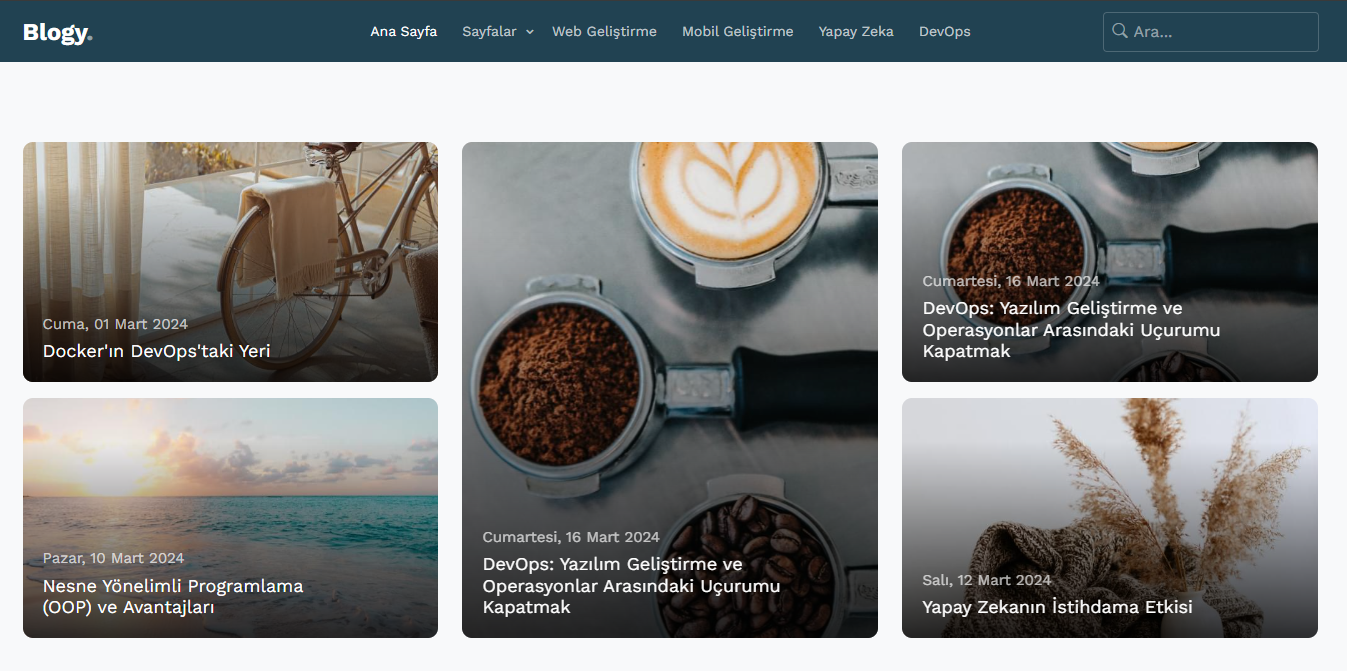 Blogy.
Ana Sayfa
Sayfalar
Web Geliştirme
Mobil Geliştirme
Yapay Zeka
DevOps
Ara...
Cuma, 01 Mart 2024
Docker'ın DevOps'taki Yeri
Pazar, 10 Mart 2024
Nesne Yönelimli Programlama
(OOP) ve Avantajları
Cumartesi, 16 Mart 2024
DevOps: Yazılım Geliştirme ve
Operasyonlar Arasındaki Uçurumu
Kapatmak
Cumartesi, 16 Mart 2024
DevOps: Yazılım Geliştirme ve
Operasyonlar Arasındaki Uçurumu
Kapatmak
Salı, 12 Mart 2024
Yapay Zekanın İstihdama Etkisi